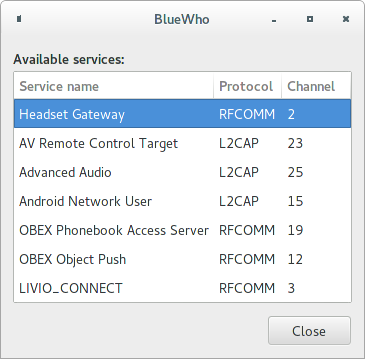 BlueWho
Available services:
Service name Protocol Channel
Headset Gateway RFCOMM 2
AV Remote Control Target L2CAP 23
Advanced Audio L2CAP 25
Android Network User L2CAP 15
OBEX Phonebook Access Server RFCOMM 19
OBEX Object Push RFCOMM 12
LIVIO_CONNECT RFCOMM 3
Close